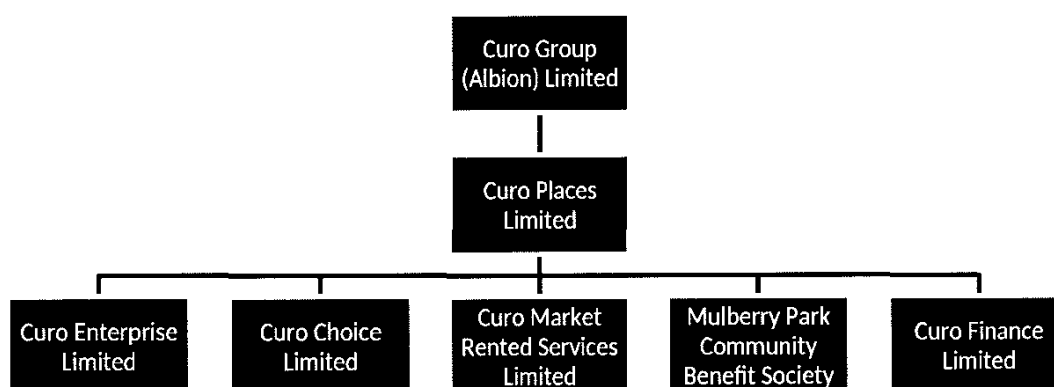 Curo Group
(Albion) Limited
Curo Places
Limited
Curo Enterprise
Limited
Curo Choice
Limited
Curo Market
Rented Services
Limited
Mulberry Park
Community
Benefit Society
Curo Finance
Limited